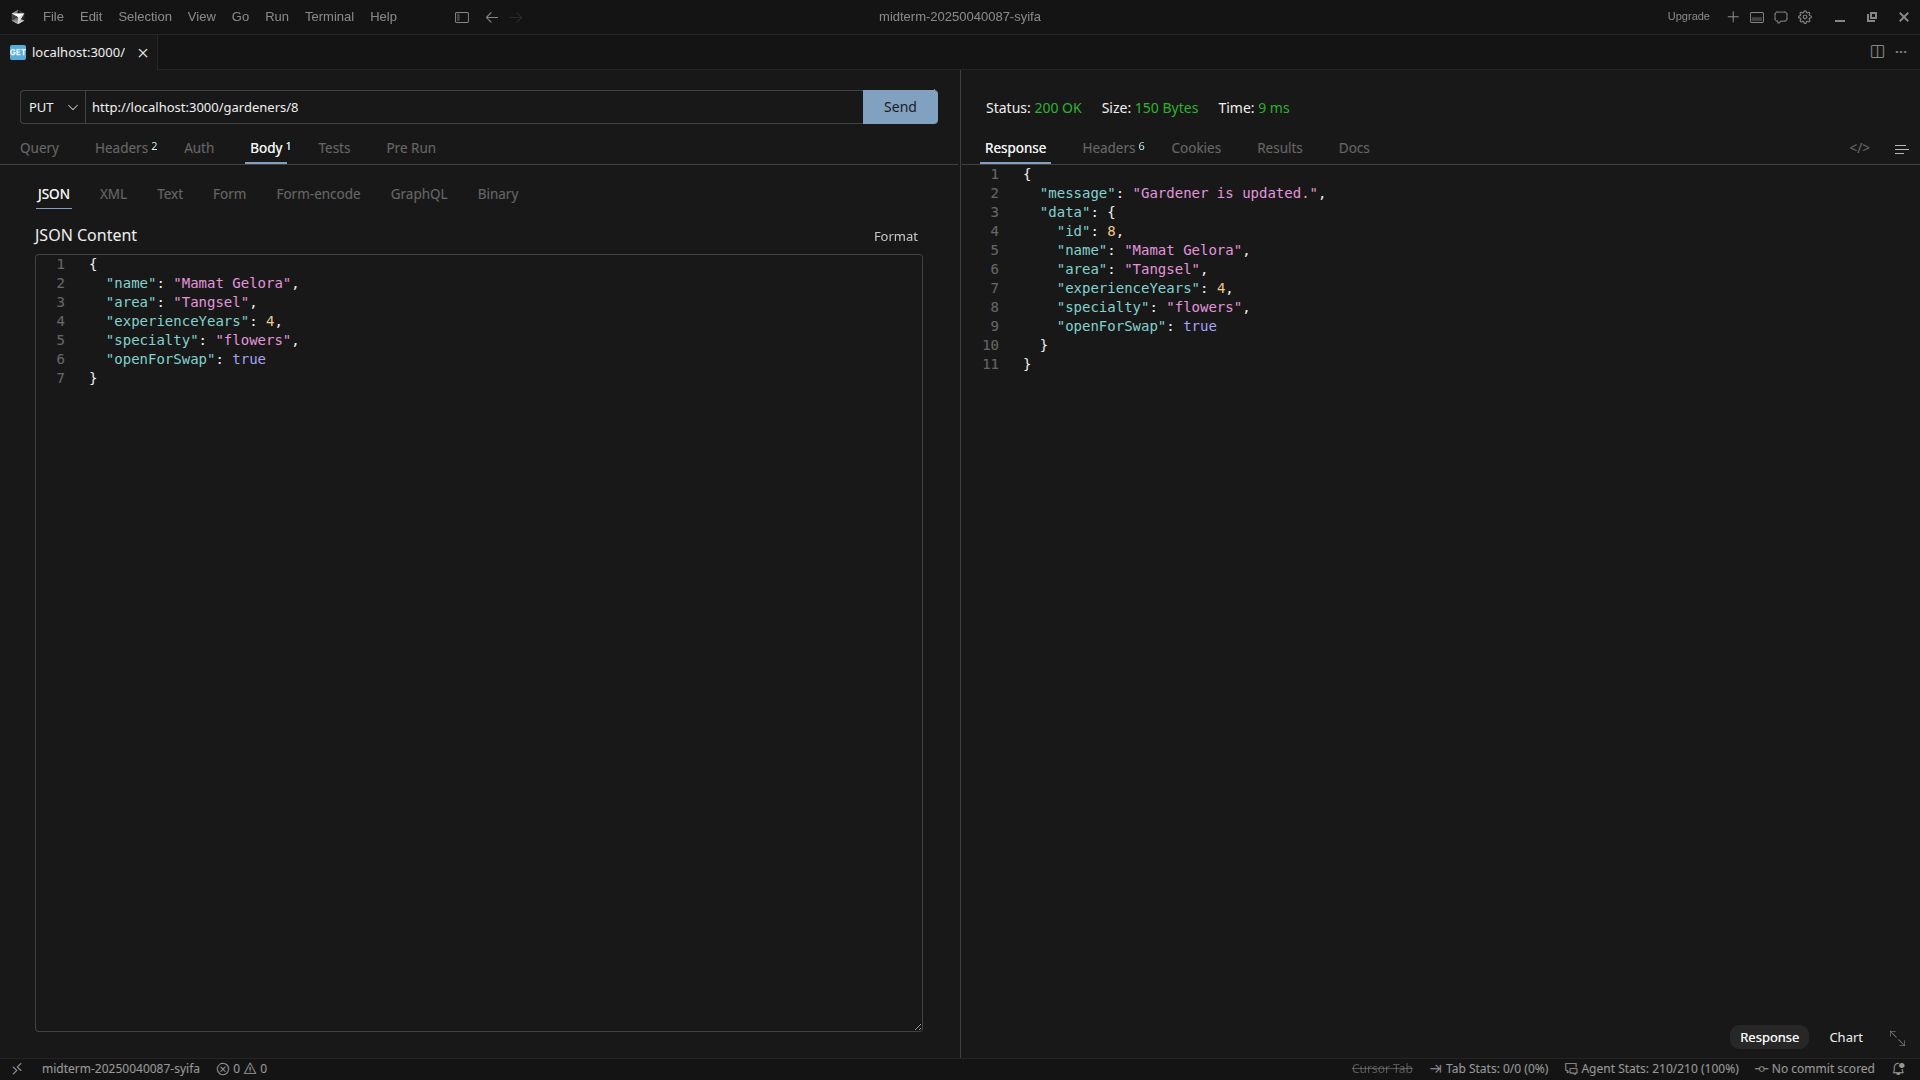 File Edit Selection View Go Run Terminal Help midterm-20250040087-syifa Upgrade
GET localhost:3000/
PUT http://localhost:3000/gardeners/8 Send
Query Headers 2 Auth Body 1 Tests Pre Run
JSON XML Text Form Form-encode GraphQL Binary
JSON Content Format
1 {
2 "name": "Mamat Gelora",
3 "area": "Tangsel",
4 "experienceYears": 4,
5 "specialty": "flowers",
6 "openForSwap": true
7 }
Status: 200 OK Size: 150 Bytes Time: 9 ms
Response Headers 6 Cookies Results Docs </>
1 {
2 "message": "Gardener is updated.",
3 "data": {
4 "id": 8,
5 "name": "Mamat Gelora",
6 "area": "Tangsel",
7 "experienceYears": 4,
8 "specialty": "flowers",
9 "openForSwap": true
10 }
11 }
Response Chart
midterm-20250040087-syifa 0 0 Cursor Tab Tab Stats: 0/0 (0%) Agent Stats: 210/210 (100%) No commit scored